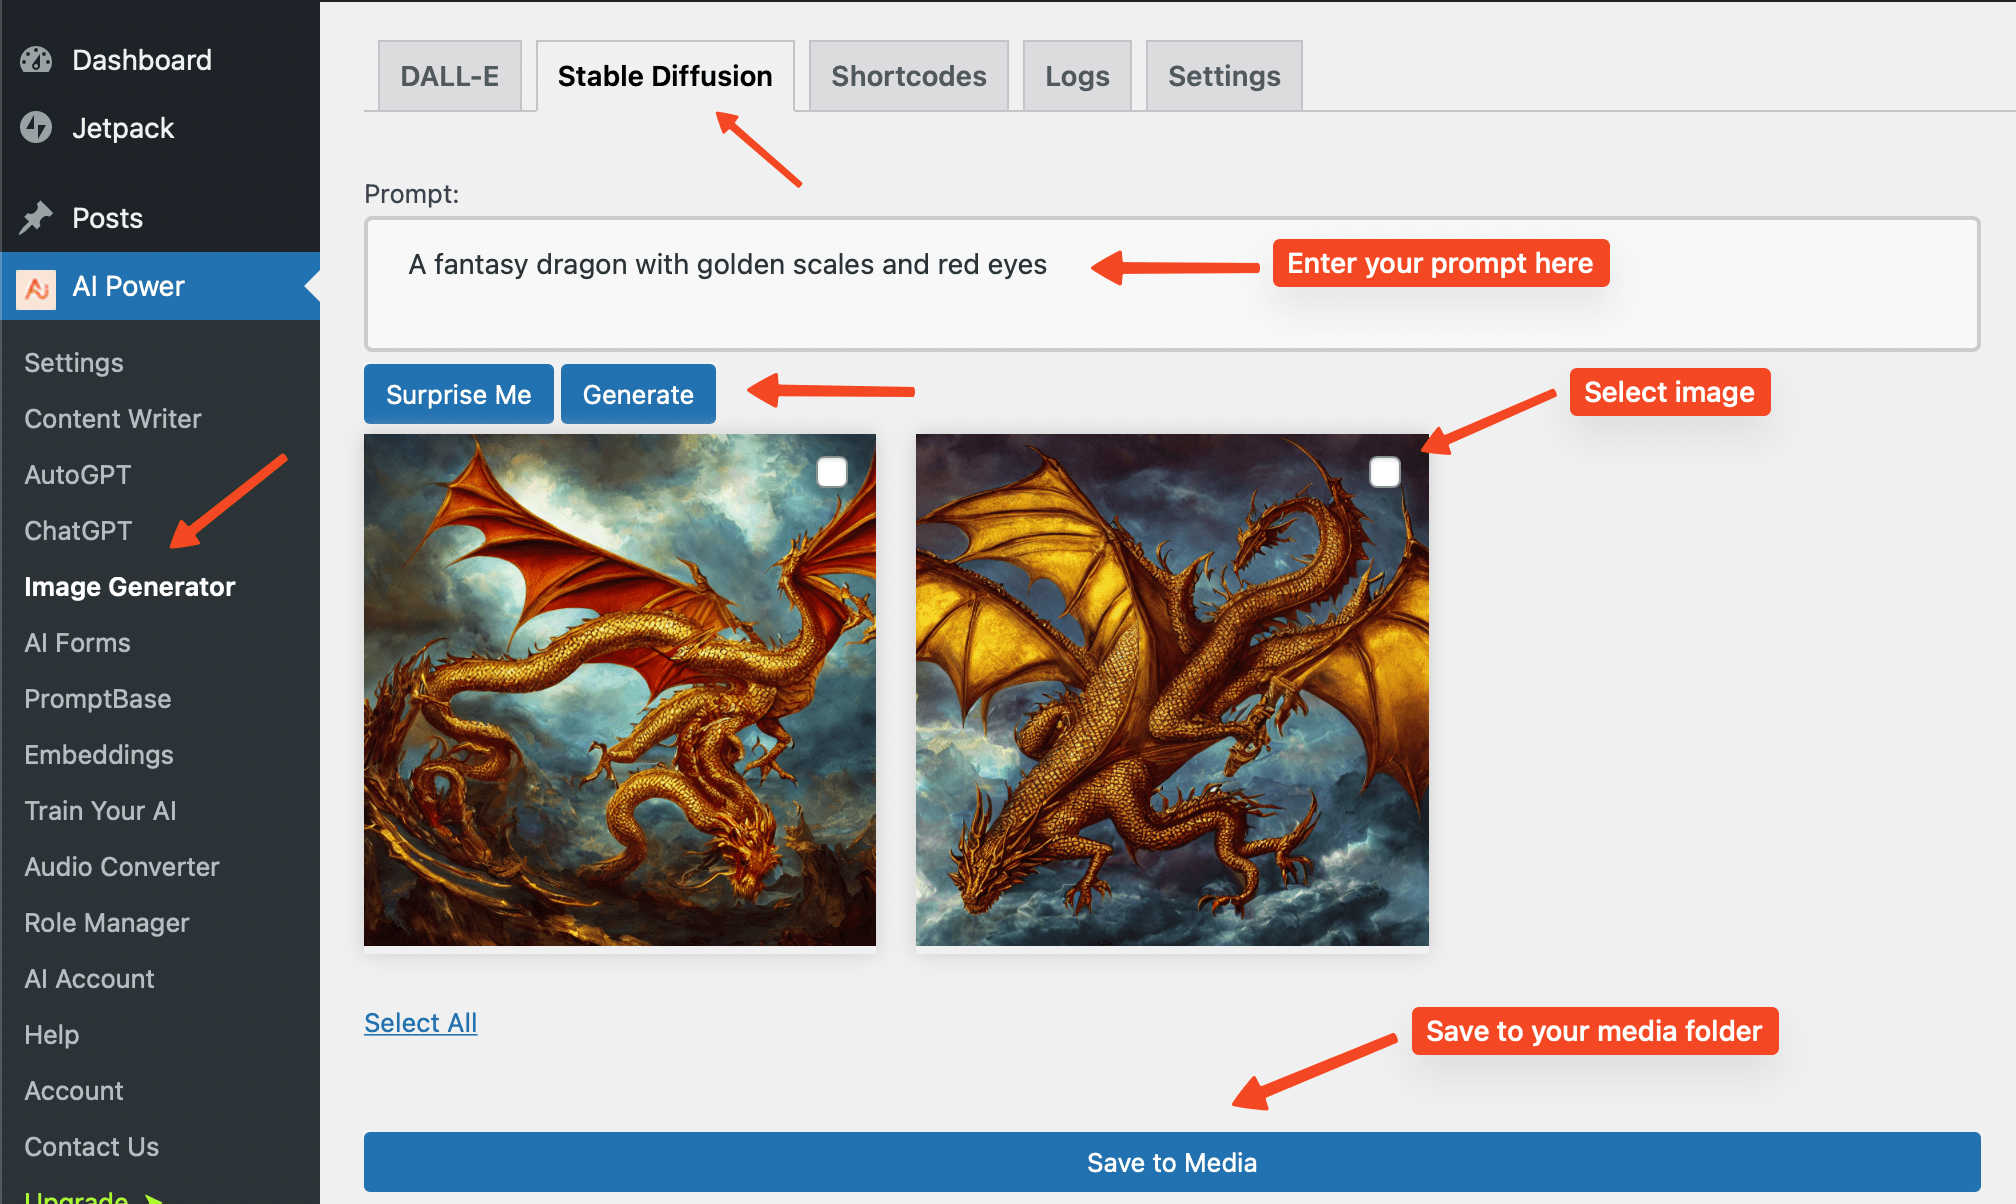 Dashboard
Jetpack
Posts
AI Power
Settings
Content Writer
AutoGPT
ChatGPT
Image Generator
AI Forms
PromptBase
Embeddings
Train Your AI
Audio Converter
Role Manager
AI Account
Help
Account
Contact Us
Upgrade ➤
DALL-E Stable Diffusion Shortcodes Logs Settings
Prompt:
A fantasy dragon with golden scales and red eyes
Enter your prompt here
Surprise Me Generate
Select image
Select All
Save to your media folder
Save to Media